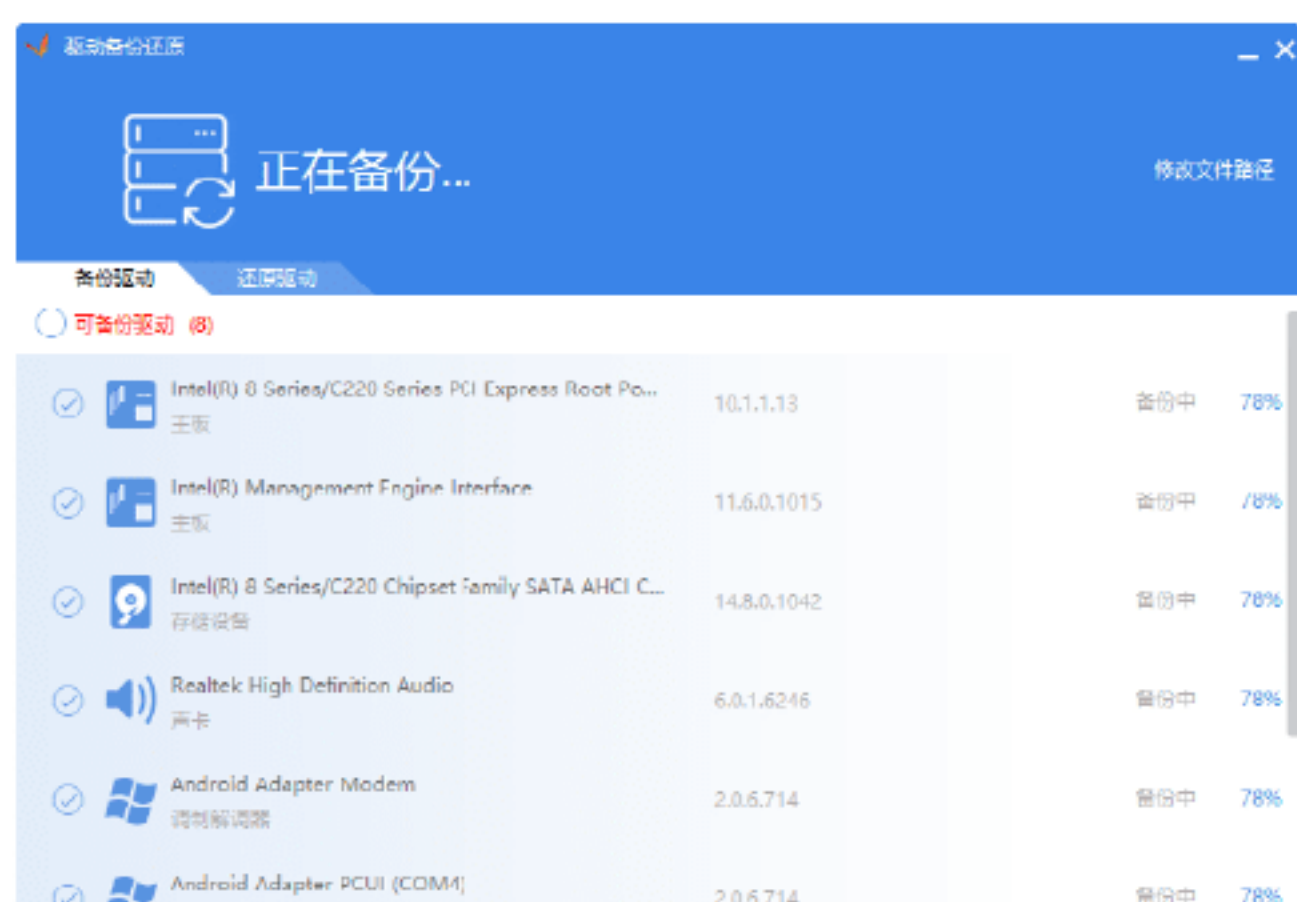 驱动备份还原
正在备份...
修改文件路径
备份驱动 还原驱动
可备份驱动 (8)
Intel(R) 8 Series/C220 Series PCI Express Root Po...
主板
10.1.1.13 备份中 78%
Intel(R) Management Engine Interface
主板
11.6.0.1015 备份中 78%
Intel(R) 8 Series/C220 Chipset Family SATA AHCI C...
存储设备
14.8.0.1042 备份中 78%
Realtek High Definition Audio
声卡
6.0.1.6246 备份中 78%
Android Adapter Modem
调制解调器
2.0.6.714 备份中 78%
Android Adapter PCUI (COM4)
2.0.6.714 备份中 78%